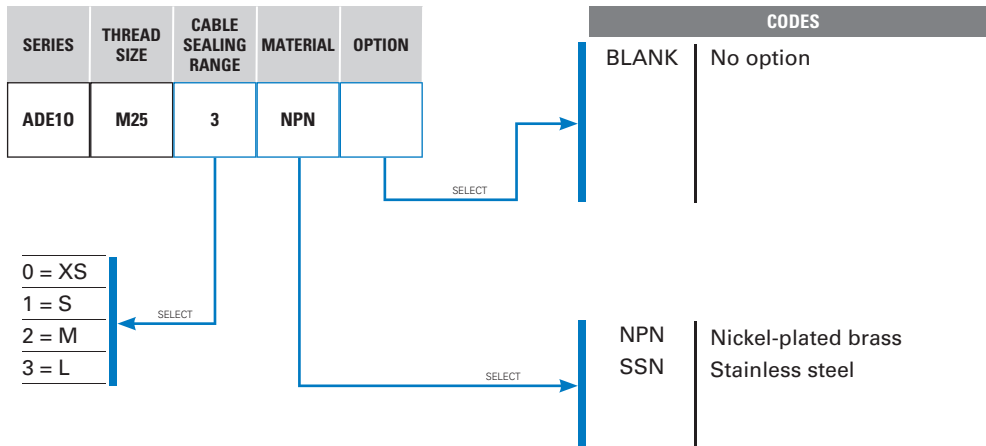 SERIES
THREAD SIZE
CABLE SEALING RANGE
MATERIAL
OPTION
ADE10
M25
3
NPN
CODES
BLANK No option
SELECT
0 = XS
1 = S
2 = M
3 = L
SELECT
NPN Nickel-plated brass
SSN Stainless steel
SELECT